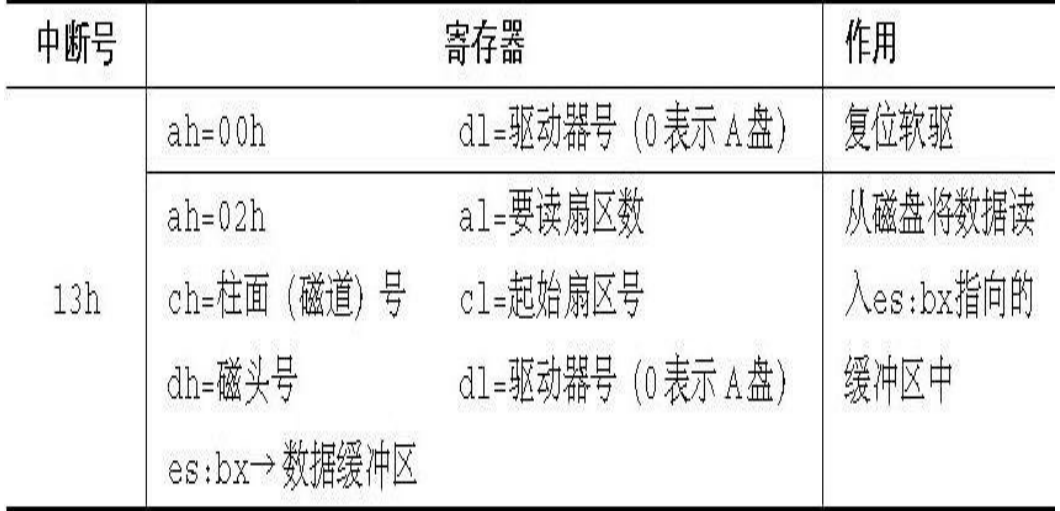 中断号 寄存器 作用
ah=00h dl=驱动器号 (0表示A盘) 复位软驱
13h
ah=02h al=要读扇区数
ch=柱面 (磁道) 号 cl=起始扇区号
dh=磁头号 dl=驱动器号 (0表示A盘)
es:bx→数据缓冲区
从磁盘将数据读
入es:bx指向的
缓冲区中